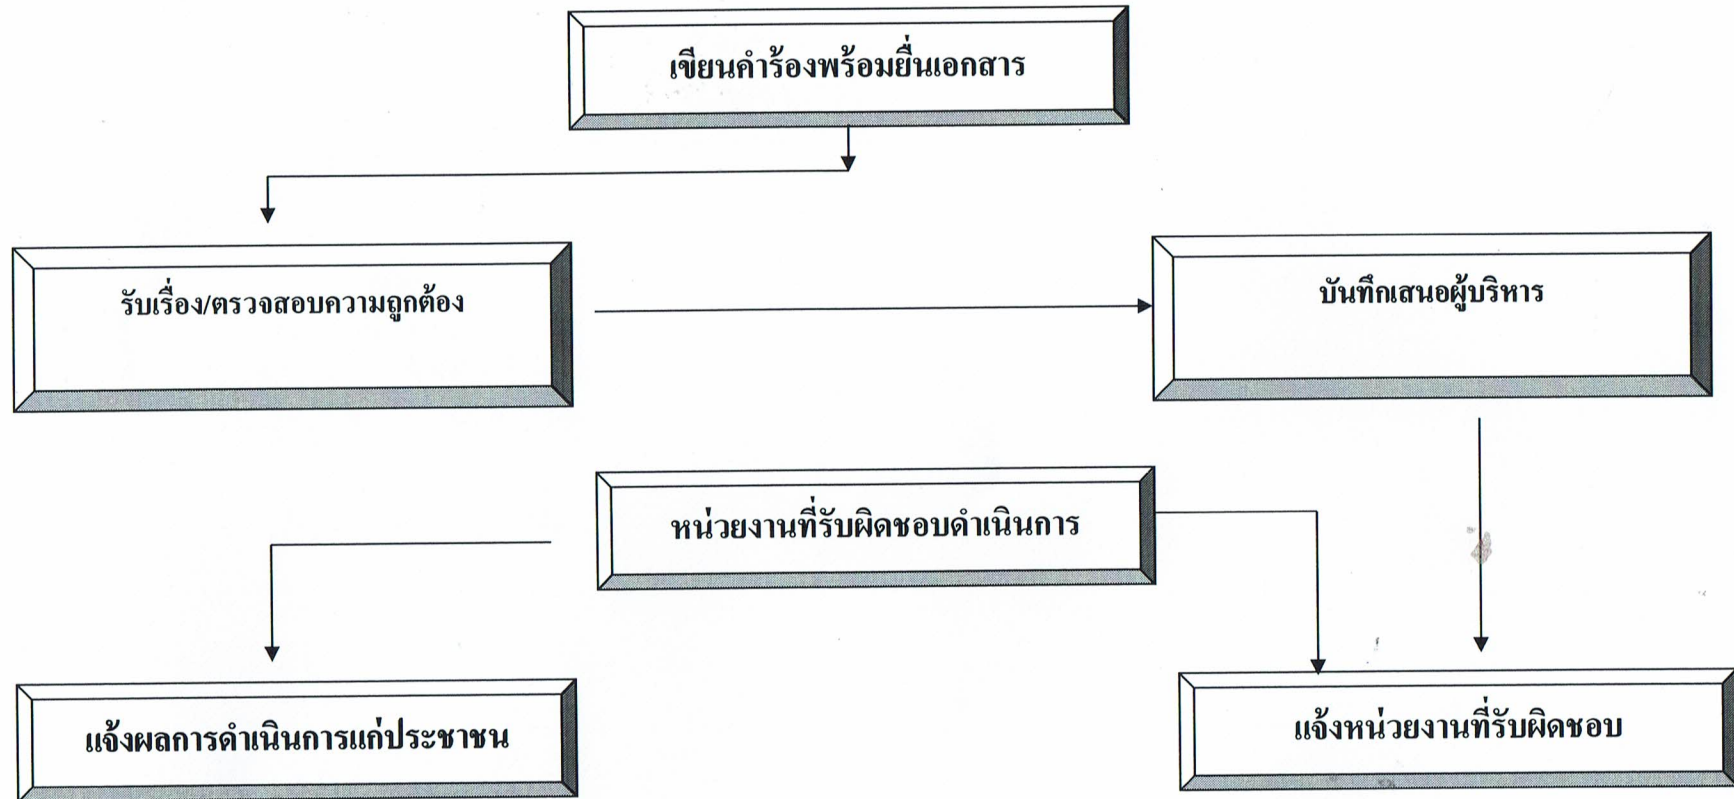 เขียนคำร้องพร้อมยื่นเอกสาร
รับเรื่อง/ตรวจสอบความถูกต้อง
บันทึกเสนอผู้บริหาร
หน่วยงานที่รับผิดชอบดำเนินการ
แจ้งผลการดำเนินการแก่ประชาชน
แจ้งหน่วยงานที่รับผิดชอบ